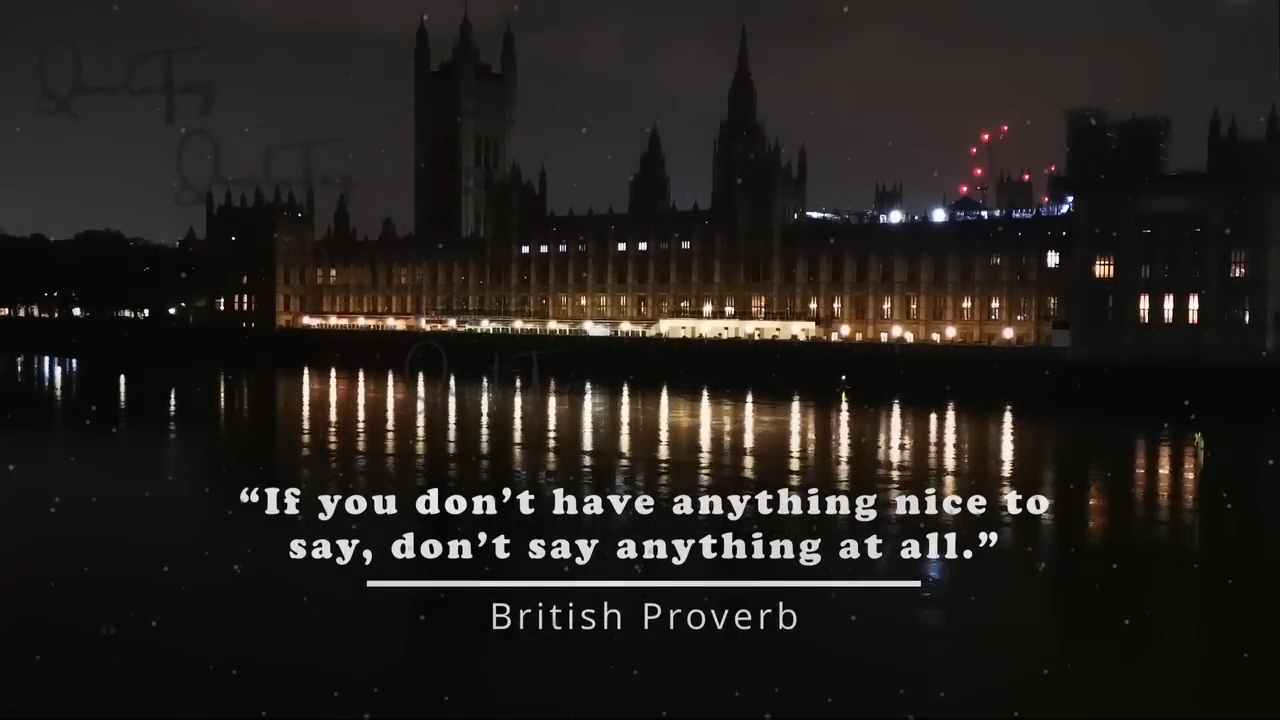 “If you don’t have anything nice to
say, don’t say anything at all.”
British Proverb